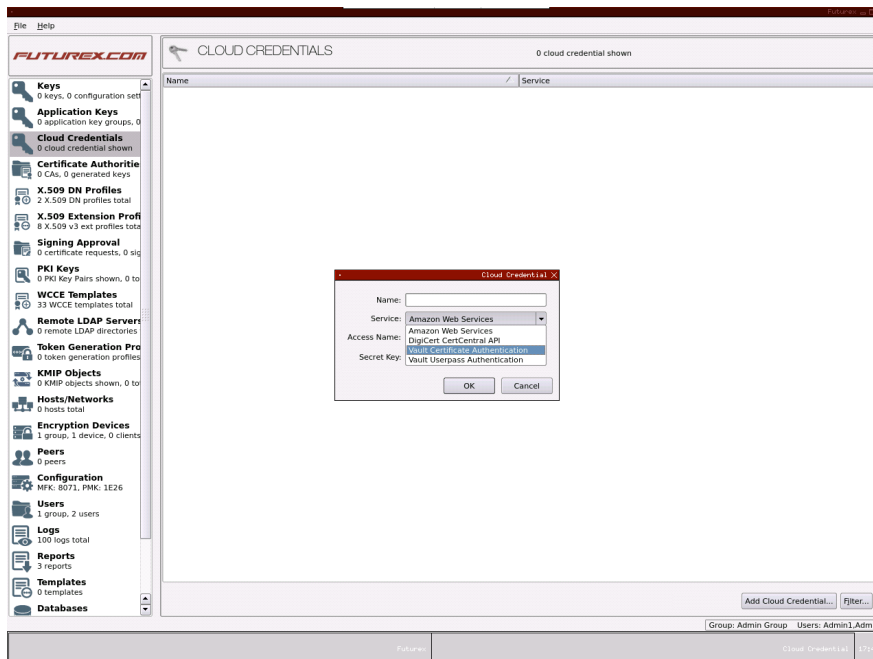 Futurex
File Help
FUTUREX.COM
CLOUD CREDENTIALS
0 cloud credential shown
Name
Service
Keys
0 keys, 0 configuration sett
Application Keys
0 application key groups, 0
Cloud Credentials
0 cloud credential shown
Certificate Authoritie
0 CAs, 0 generated keys
X.509 DN Profiles
2 X.509 DN profiles total
X.509 Extension Profi
8 X.509 v3 ext profiles tota
Signing Approval
0 certificate requests, 0 sig
PKI Keys
0 PKI Key Pairs shown, 0 to
WCCE Templates
33 WCCE templates total
Remote LDAP Servers
0 remote LDAP directories
Token Generation Pro
0 token generation profiles
KMIP Objects
0 KMIP objects shown, 0 to
Hosts/Networks
0 hosts total
Encryption Devices
1 group, 1 device, 0 clients
Peers
0 peers
Configuration
MFK: 8071, PMK: 1E26
Users
1 group, 2 users
Logs
100 logs total
Reports
3 reports
Templates
0 templates
Databases
Cloud Credential
Name:
Service: Amazon Web Services
Amazon Web Services
DigiCert CertCentral API
Vault Certificate Authentication
Vault Userpass Authentication
Access Name:
Secret Key:
OK Cancel
Add Cloud Credential... Filter...
Group: Admin Group Users: Admin1,Adm
Futurex
Cloud Credential